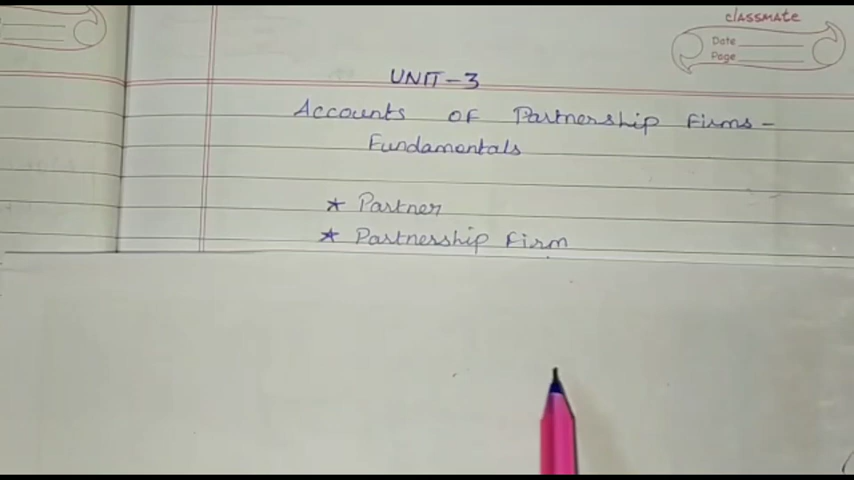 classmate
Date
Page
UNIT-3
Accounts of Partnership Firms-
Fundamentals
* Partner
* Partnership Firm